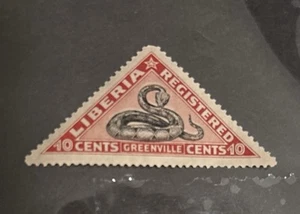 LIBERIA
REGISTERED
10 CENTS GREENVILLE CENTS 10